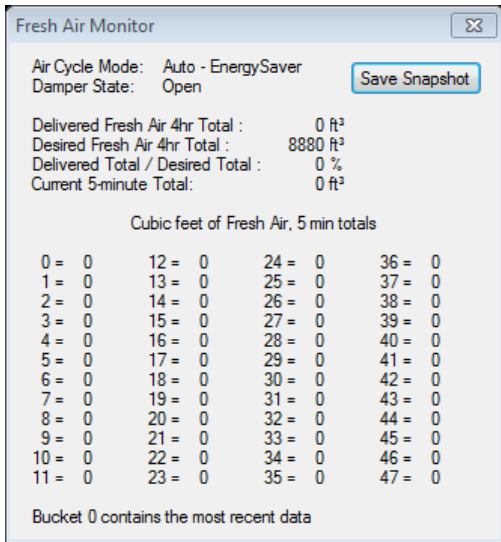 Fresh Air Monitor
Air Cycle Mode: Auto - EnergySaver
Save Snapshot
Damper State: Open
Delivered Fresh Air 4hr Total : 0 ft³
Desired Fresh Air 4hr Total : 8880 ft³
Delivered Total / Desired Total : 0 %
Current 5-minute Total: 0 ft³
Cubic feet of Fresh Air, 5 min totals
0 = 0 12 = 0 24 = 0 36 = 0
1 = 0 13 = 0 25 = 0 37 = 0
2 = 0 14 = 0 26 = 0 38 = 0
3 = 0 15 = 0 27 = 0 39 = 0
4 = 0 16 = 0 28 = 0 40 = 0
5 = 0 17 = 0 29 = 0 41 = 0
6 = 0 18 = 0 30 = 0 42 = 0
7 = 0 19 = 0 31 = 0 43 = 0
8 = 0 20 = 0 32 = 0 44 = 0
9 = 0 21 = 0 33 = 0 45 = 0
10 = 0 22 = 0 34 = 0 46 = 0
11 = 0 23 = 0 35 = 0 47 = 0
Bucket 0 contains the most recent data